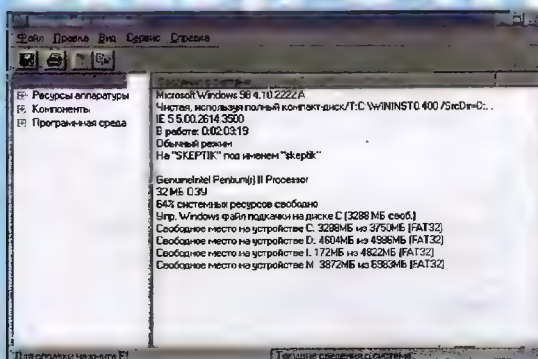 Файл Правка Вид Сервис Справка
Ресурсы аппаратуры
Компоненты
Программная среда
Microsoft Windows 98 4.10.2222A
Чистая, используя полный компакт-диск/T:C:\WININST0.400 /SrcDir=D:...
IE 5 5.00.2614.3500
В работе: 0:02:03:19
Обычный режим
На "SKEPTIK" под именем "skeptik"
GenuineIntel Pentium(r) II Processor
32 МБ ОЗУ
64% системных ресурсов свободно
Упр. Windows файл подкачки на диске C (3288 МБ своб.)
Свободное место на устройстве C: 3288МБ из 3750МБ (FAT32)
Свободное место на устройстве D: 4604МБ из 4996МБ (FAT32)
Свободное место на устройстве L: 172МБ из 4822МБ (FAT32)
Свободное место на устройстве M: 3872МБ из 6983МБ (FAT32)
Для справки нажмите F1
Текущие сведения о системе